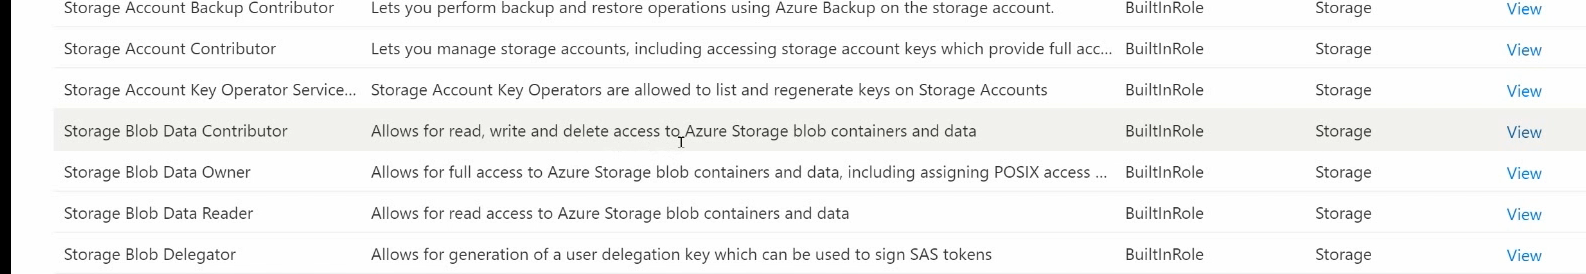 Storage Account Backup Contributor Lets you perform backup and restore operations using Azure Backup on the storage account. BuiltInRole Storage View
Storage Account Contributor Lets you manage storage accounts, including accessing storage account keys which provide full acc... BuiltInRole Storage View
Storage Account Key Operator Service... Storage Account Key Operators are allowed to list and regenerate keys on Storage Accounts BuiltInRole Storage View
Storage Blob Data Contributor Allows for read, write and delete access to Azure Storage blob containers and data BuiltInRole Storage View
Storage Blob Data Owner Allows for full access to Azure Storage blob containers and data, including assigning POSIX access ... BuiltInRole Storage View
Storage Blob Data Reader Allows for read access to Azure Storage blob containers and data BuiltInRole Storage View
Storage Blob Delegator Allows for generation of a user delegation key which can be used to sign SAS tokens BuiltInRole Storage View